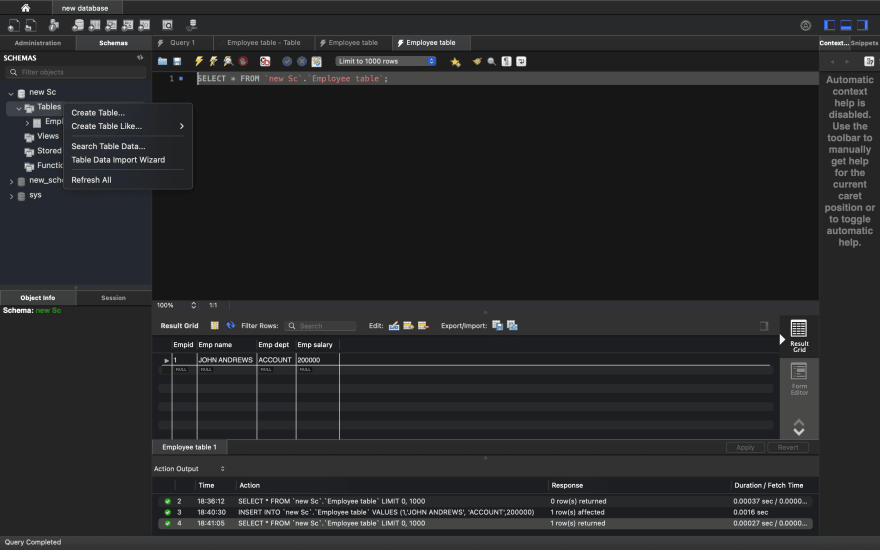 new database
Administration Schemas Query 1 Employee table - Table Employee table Employee table Context... Snippets
SCHEMAS
Filter objects
Limit to 1000 rows
new Sc
Tables
Empl
Views
Stored
Functio
new_sche
sys
Create Table...
Create Table Like...
Search Table Data...
Table Data Import Wizard
Refresh All
1 SELECT * FROM `new Sc`.`Employee table`;
Automatic
context
help is
disabled.
Use the
toolbar to
manually
get help
for the
current
caret
position or
to toggle
automatic
help.
Object Info Session
Schema: new Sc
100% 1:1
Result Grid Filter Rows: Search Edit: Export/Import:
Empid Emp name Emp dept Emp salary
1 JOHN ANDREWS ACCOUNT 200000
NULL NULL NULL NULL
Result
Grid
Form
Editor
Employee table 1 Apply Revert
Action Output
Time Action Response Duration / Fetch Time
2 18:36:12 SELECT * FROM `new Sc`.`Employee table` LIMIT 0, 1000 0 row(s) returned 0.00037 sec / 0.0000...
3 18:40:30 INSERT INTO `new Sc`.`Employee table` VALUES (1,'JOHN ANDREWS', 'ACCOUNT',200000) 1 row(s) affected 0.0016 sec
4 18:41:05 SELECT * FROM `new Sc`.`Employee table` LIMIT 0, 1000 1 row(s) returned 0.00027 sec / 0.0000...
Query Completed